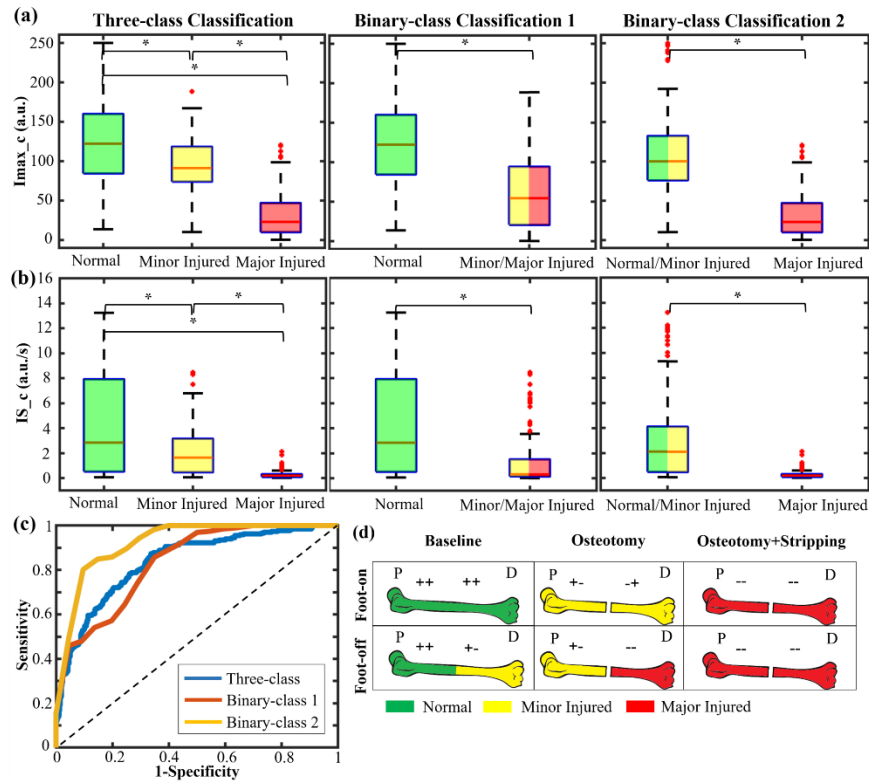 (a)
Three-class Classification
Binary-class Classification 1
Binary-class Classification 2
Imax_c (a.u.)
250
200
150
100
50
0
*
*
*
*
*
Normal
Minor Injured
Major Injured
Normal
Minor/Major Injured
Normal/Minor Injured
Major Injured
(b)
IS_c (a.u./s)
16
14
12
10
8
6
4
2
0
*
*
*
*
*
Normal
Minor Injured
Major Injured
Normal
Minor/Major Injured
Normal/Minor Injured
Major Injured
(c)
Sensitivity
1
0.8
0.6
0.4
0.2
0
0
0.2
0.4
0.6
0.8
1
1-Specificity
Three-class
Binary-class 1
Binary-class 2
(d)
Baseline
Osteotomy
Osteotomy+Stripping
Foot-on
P ++ ++ D
P +- -+ D
P -- -- D
Foot-off
P ++ +- D
P +- -- D
P -- -- D
Normal
Minor Injured
Major Injured